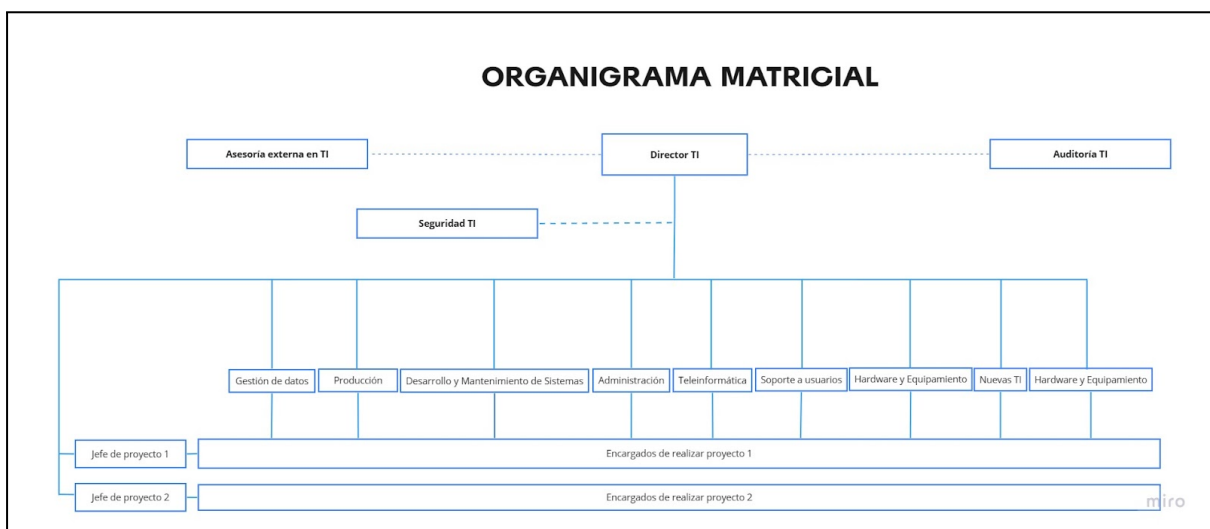 ORGANIGRAMA MATRICIAL
Asesoría externa en TI
Director TI
Auditoría TI
Seguridad TI
Gestión de datos
Producción
Desarrollo y Mantenimiento de Sistemas
Administración
Teleinformática
Soporte a usuarios
Hardware y Equipamiento
Nuevas TI
Hardware y Equipamiento
Jefe de proyecto 1
Encargados de realizar proyecto 1
Jefe de proyecto 2
Encargados de realizar proyecto 2
miro